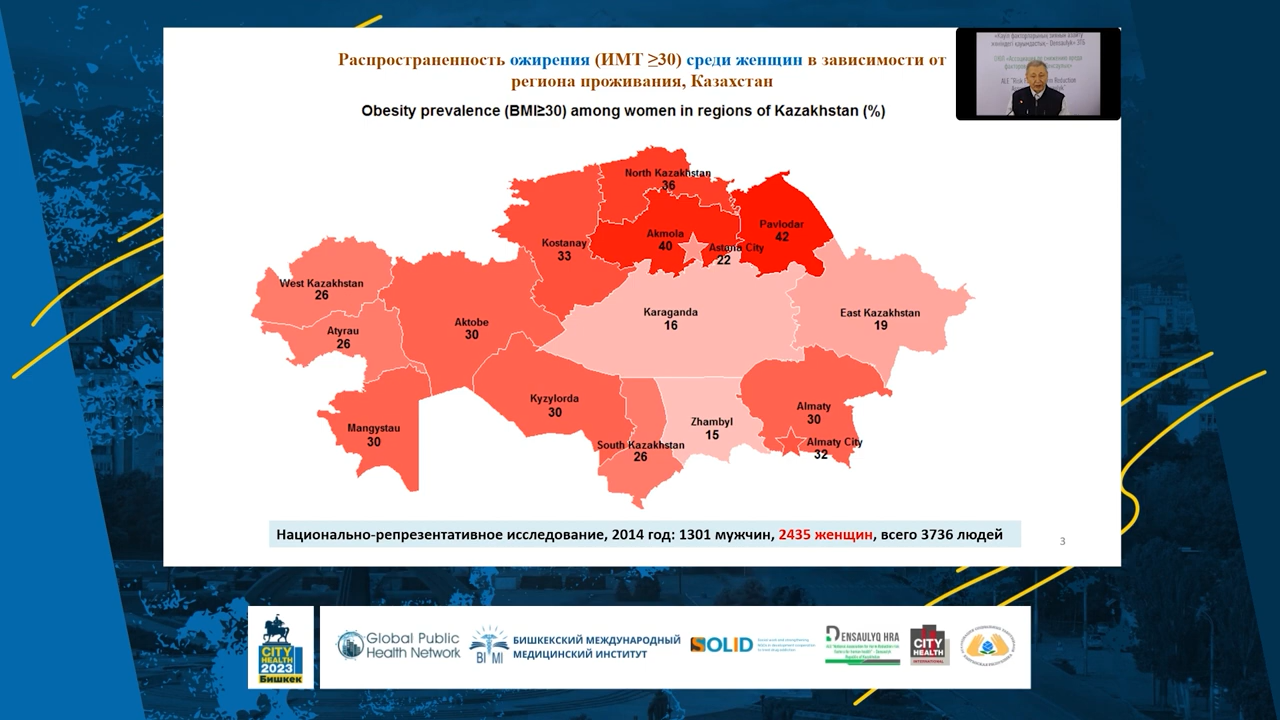 Распространенность ожирения (ИМТ ≥30) среди женщин в зависимости от
региона проживания, Казахстан
Obesity prevalence (BMI≥30) among women in regions of Kazakhstan (%)
North Kazakhstan
36
Pavlodar
42
Akmola
40
Astana City
22
Kostanay
33
West Kazakhstan
26
Karaganda
16
East Kazakhstan
19
Aktobe
30
Atyrau
26
Kyzylorda
30
Almaty
30
Mangystau
30
Zhambyl
15
South Kazakhstan
26
Almaty City
32
Национально-репрезентативное исследование, 2014 год: 1301 мужчин, 2435 женщин, всего 3736 людей
3
CITY
HEALTH
2023
Бишкек
Global Public
Health Network
BIMI
БИШКЕКСКИЙ МЕЖДУНАРОДНЫЙ
МЕДИЦИНСКИЙ ИНСТИТУТ
SOLID
DENSAULYQ HRA
CITY
HEALTH
INTERNATIONAL